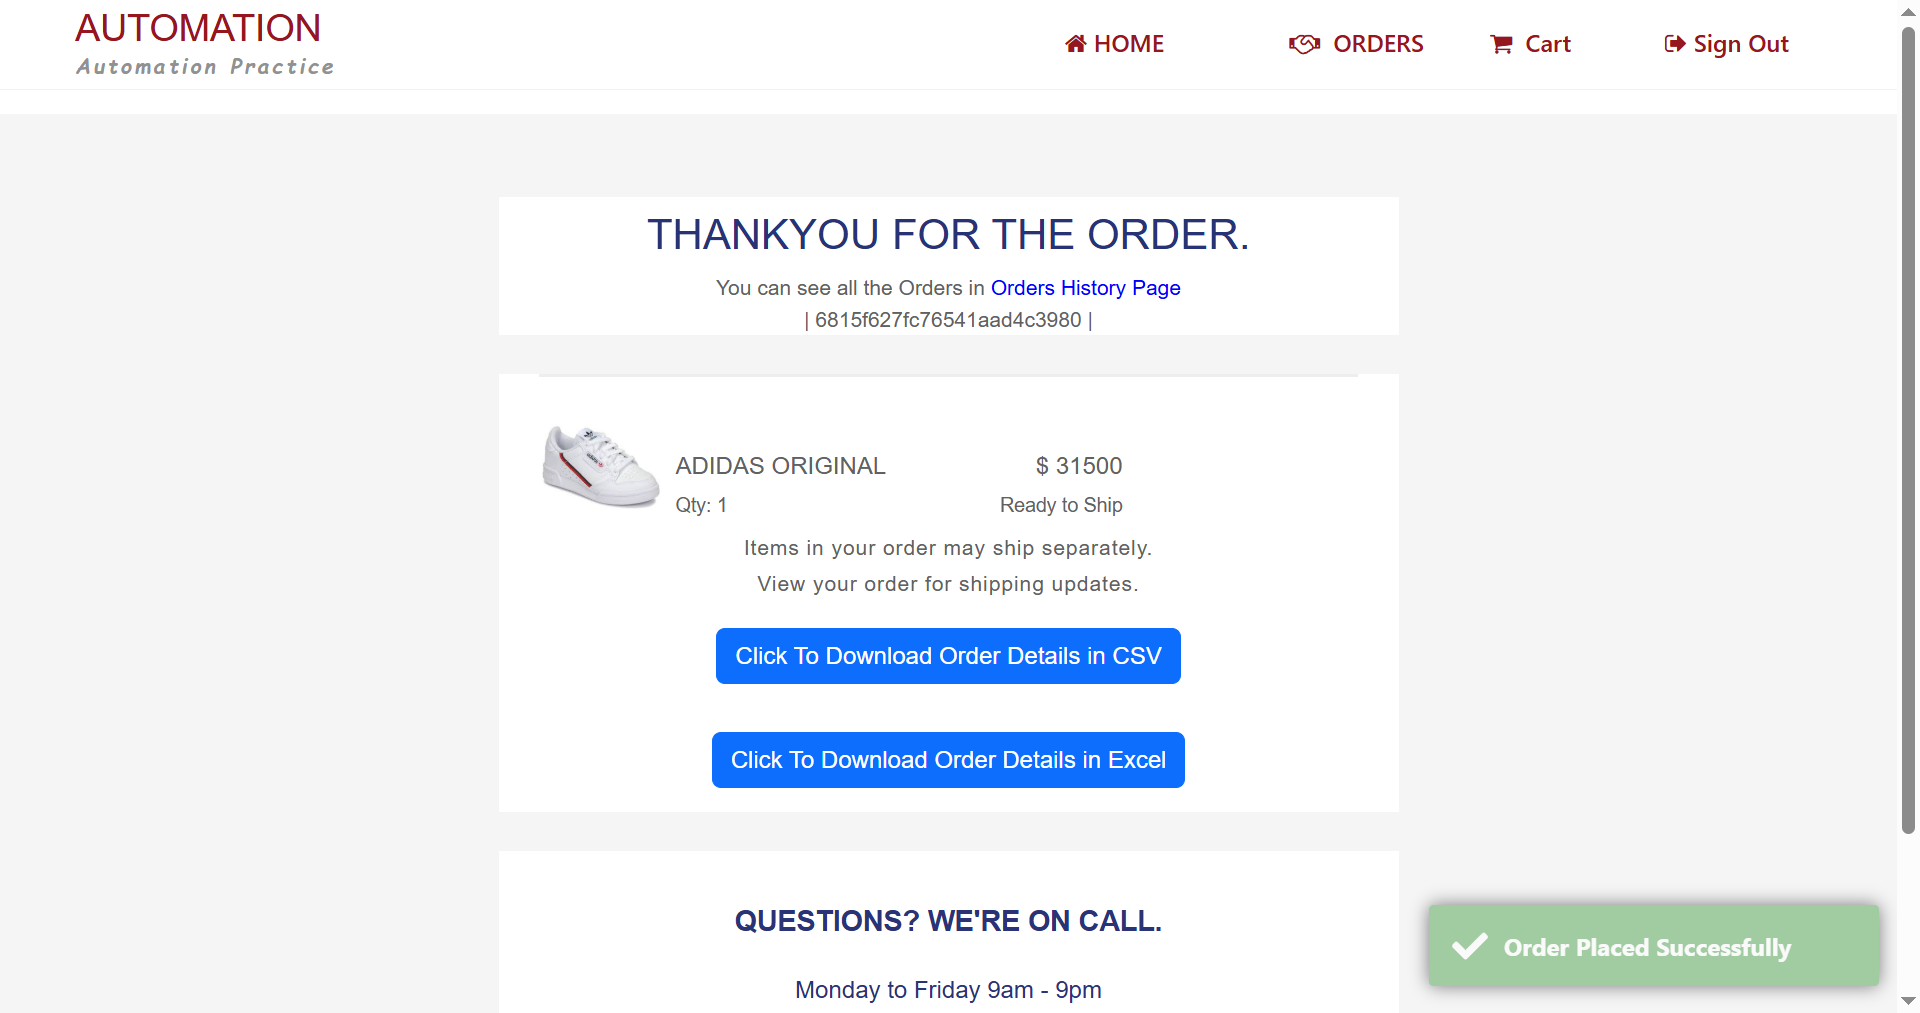 AUTOMATION
Automation Practice
HOME
ORDERS
Cart
Sign Out
THANKYOU FOR THE ORDER.
You can see all the Orders in Orders History Page
| 6815f627fc76541aad4c3980 |
ADIDAS ORIGINAL
$ 31500
Qty: 1
Ready to Ship
Items in your order may ship separately.
View your order for shipping updates.
Click To Download Order Details in CSV
Click To Download Order Details in Excel
QUESTIONS? WE'RE ON CALL.
Monday to Friday 9am - 9pm
Order Placed Successfully